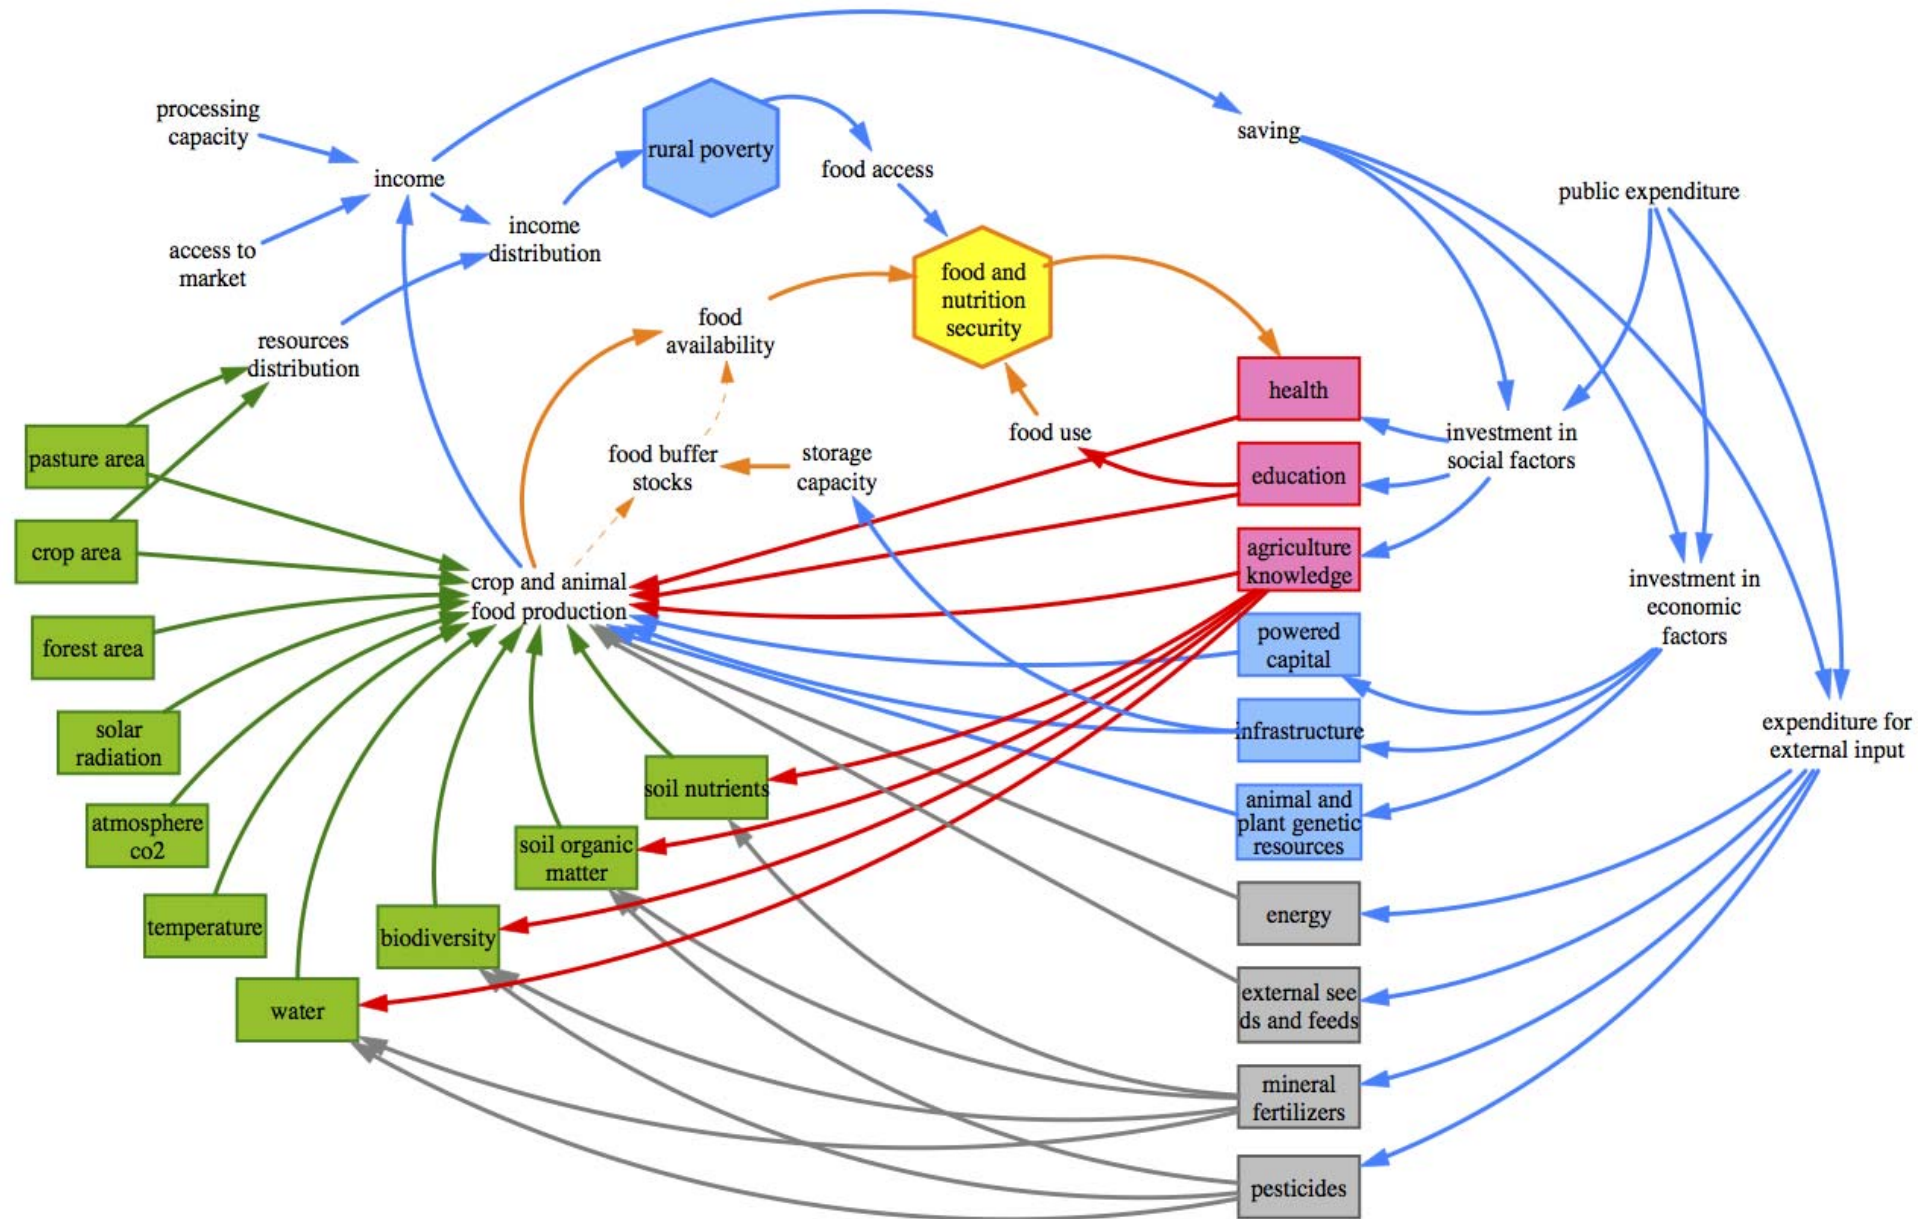 processing
capacity
income
access to
market
income
distribution
rural poverty
food access
saving
public expenditure
resources
distribution
food
availability
food and
nutrition
security
pasture area
crop area
forest area
solar
radiation
atmosphere
co2
temperature
water
biodiversity
soil organic
matter
soil nutrients
crop and animal
food production
food buffer
stocks
storage
capacity
food use
health
education
agriculture
knowledge
powered
capital
infrastructure
animal and
plant genetic
resources
energy
external see
ds and feeds
mineral
fertilizers
pesticides
investment in
social factors
investment in
economic
factors
expenditure for
external input